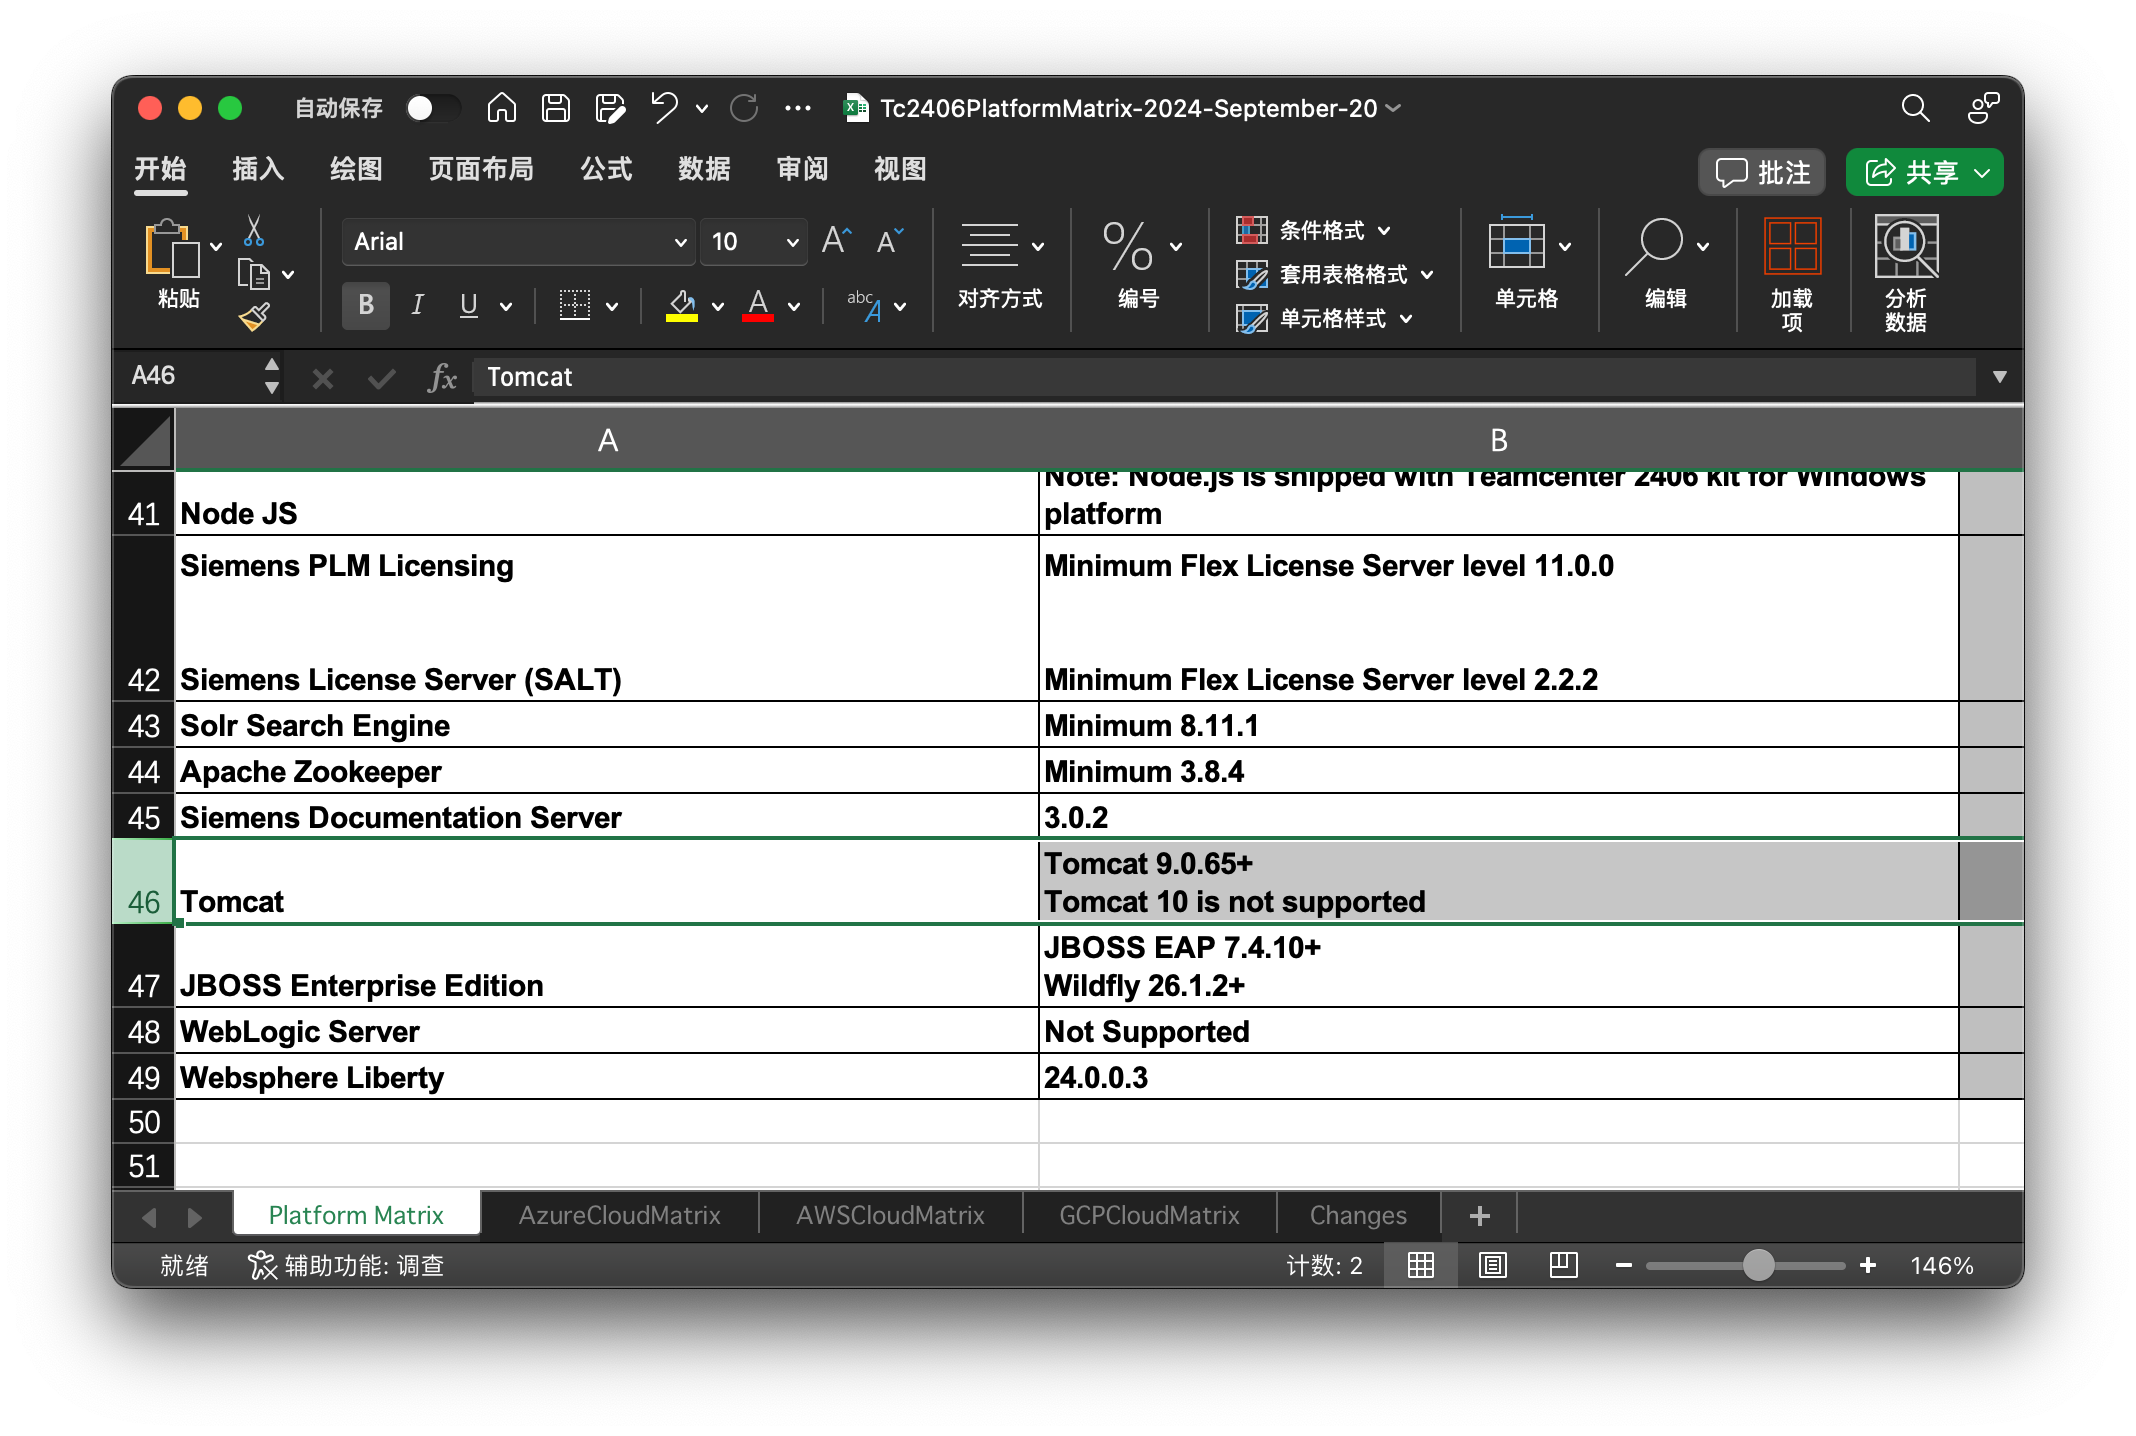 自动保存
Tc2406PlatformMatrix-2024-September-20
开始 插入 绘图 页面布局 公式 数据 审阅 视图
批注 共享
粘贴
Arial 10
B I U A abc A
对齐方式
%
编号
条件格式
套用表格格式
单元格样式
单元格
编辑
加载
项
分析
数据
A46 fx Tomcat
A B
Note: Node.js is shipped with Teamcenter 2406 kit for Windows
41 Node JS platform
Siemens PLM Licensing Minimum Flex License Server level 11.0.0
42 Siemens License Server (SALT) Minimum Flex License Server level 2.2.2
43 Solr Search Engine Minimum 8.11.1
44 Apache Zookeeper Minimum 3.8.4
45 Siemens Documentation Server 3.0.2
Tomcat 9.0.65+
46 Tomcat Tomcat 10 is not supported
JBOSS EAP 7.4.10+
47 JBOSS Enterprise Edition Wildfly 26.1.2+
48 WebLogic Server Not Supported
49 Websphere Liberty 24.0.0.3
50
51
Platform Matrix AzureCloudMatrix AWSCloudMatrix GCPCloudMatrix Changes +
就绪 辅助功能: 调查 计数: 2 146%